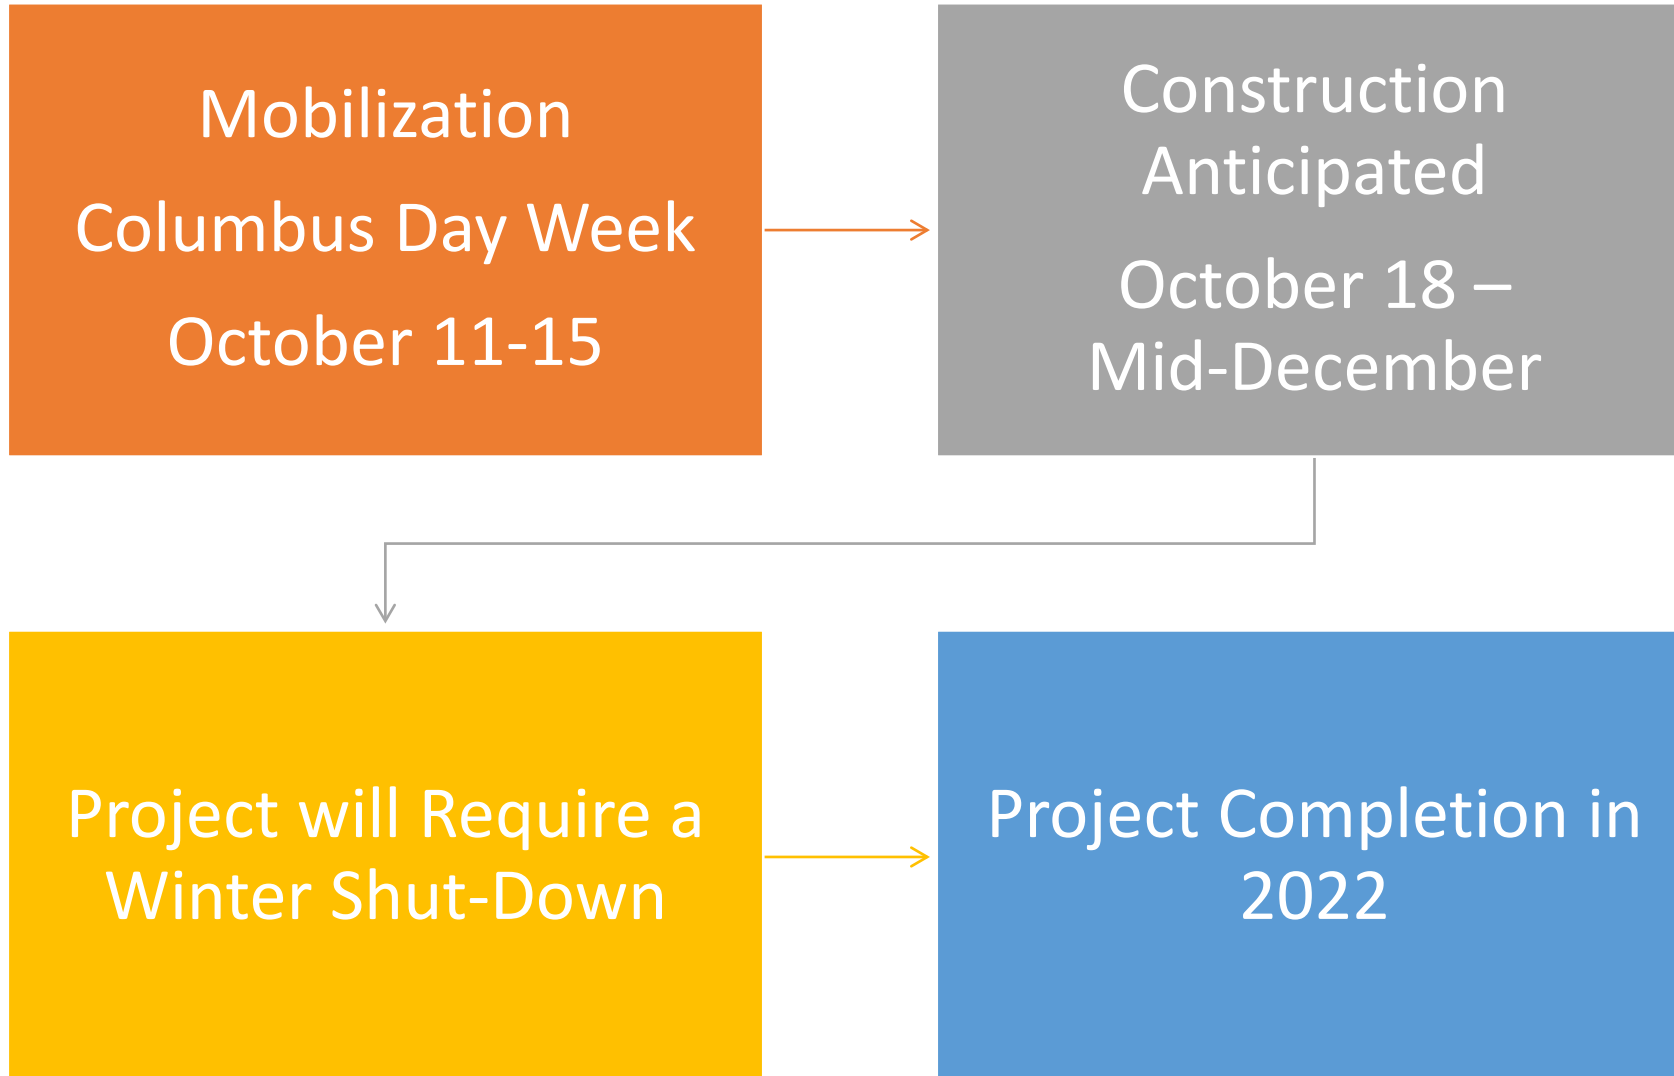 Mobilization
Columbus Day Week
October 11-15
Construction
Anticipated
October 18 –
Mid-December
Project will Require a
Winter Shut-Down
Project Completion in
2022